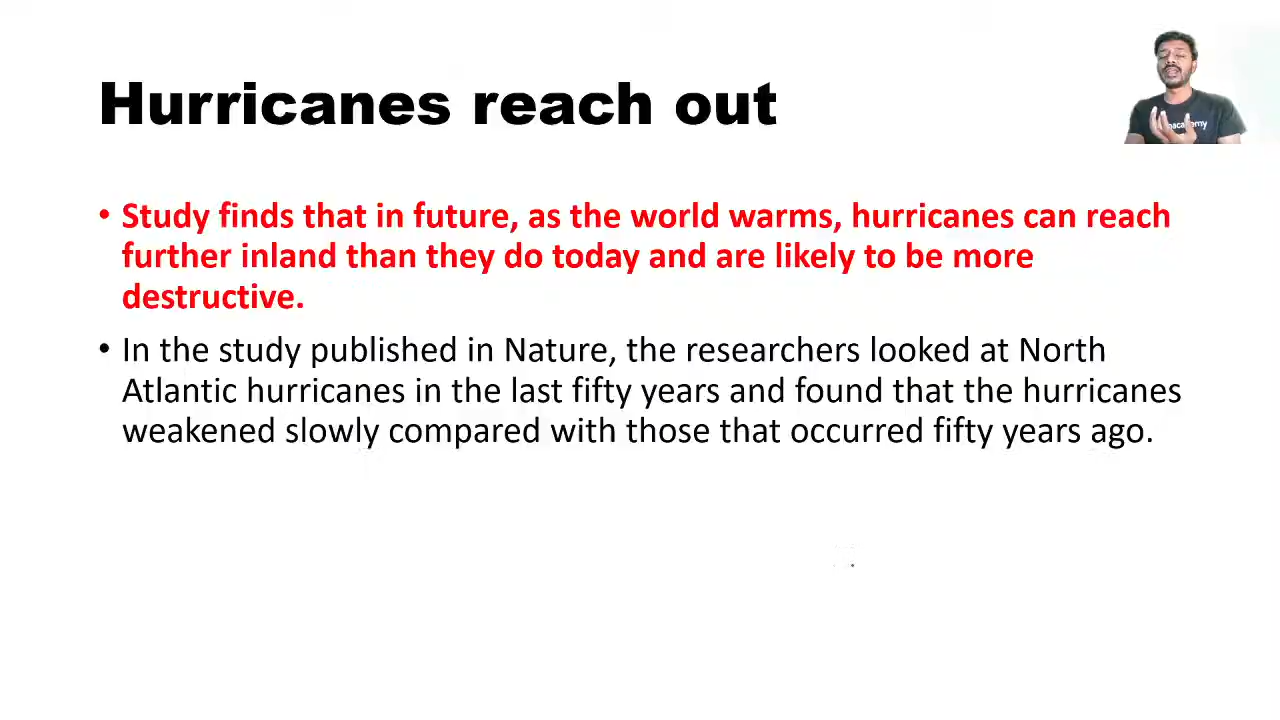 Hurricanes reach out
• Study finds that in future, as the world warms, hurricanes can reach
further inland than they do today and are likely to be more
destructive.
• In the study published in Nature, the researchers looked at North
Atlantic hurricanes in the last fifty years and found that the hurricanes
weakened slowly compared with those that occurred fifty years ago.